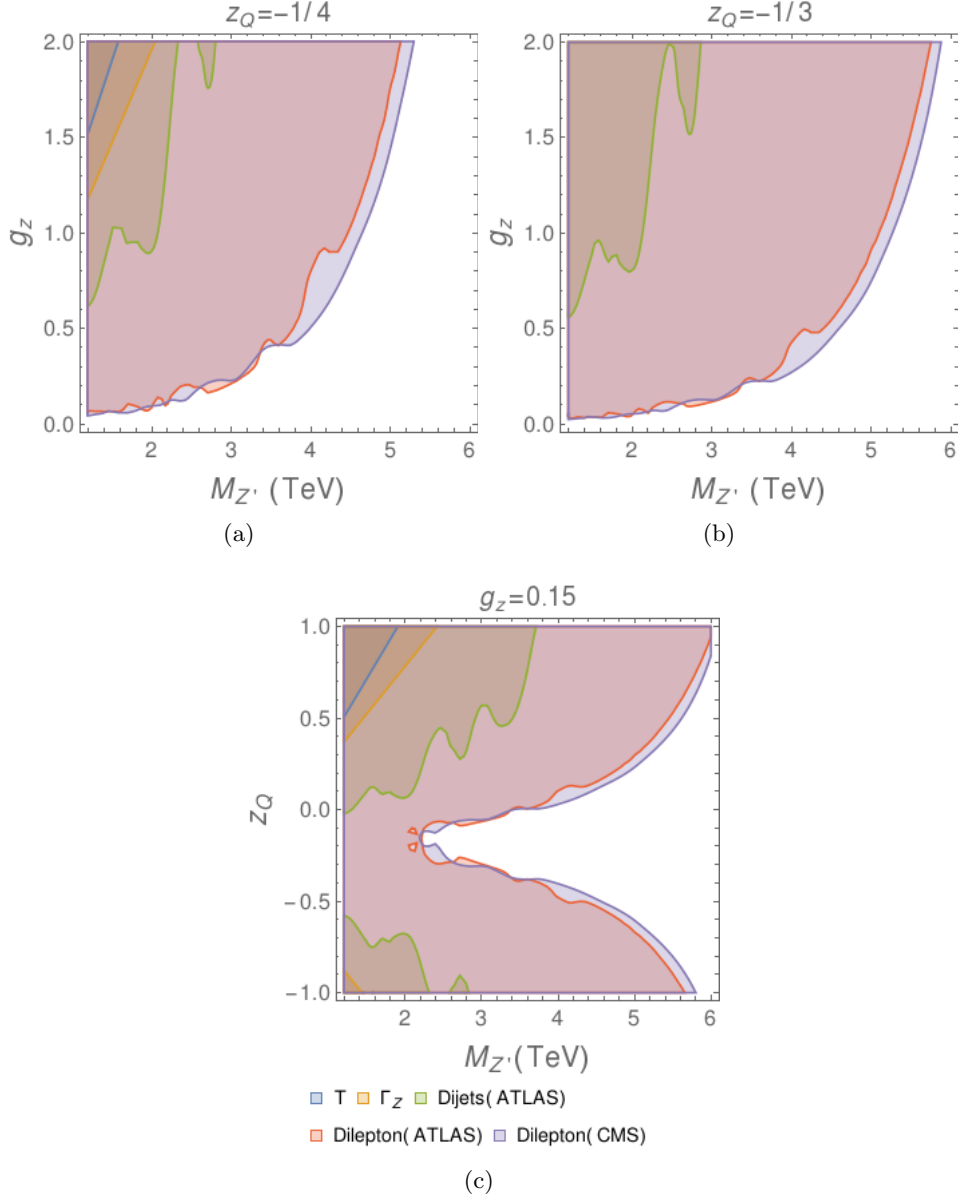 z_Q=-1/4
2.0
1.5
1.0
0.5
0.0
g_z
2 3 4 5 6
M_Z' (TeV)
(a)
z_Q=-1/3
2.0
1.5
1.0
0.5
0.0
g_z
2 3 4 5 6
M_Z' (TeV)
(b)
g_z=0.15
1.0
0.5
0.0
-0.5
-1.0
z_Q
2 3 4 5 6
M_Z'(TeV)
T Γ_Z Dijets(ATLAS)
Dilepton(ATLAS) Dilepton(CMS)
(c)